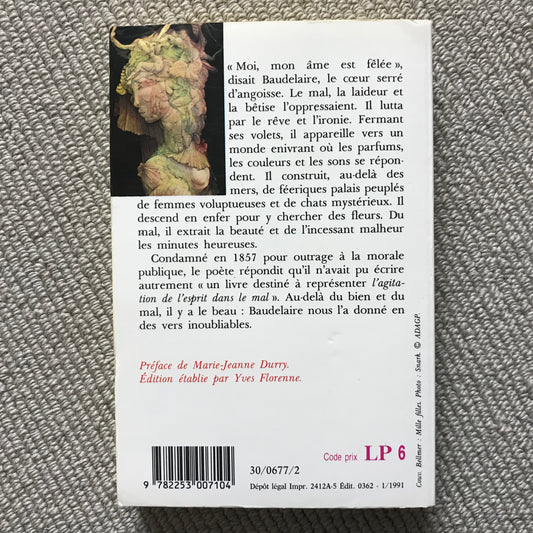 « Moi, mon âme est fêlée »,
disait Baudelaire, le cœur serré
d'angoisse. Le mal, la laideur et
la bêtise l'oppressaient. Il lutta
par le rêve et l'ironie. Fermant
ses volets, il appareille vers un
monde enivrant où les parfums,
les couleurs et les sons se répon-
dent. Il construit, au-delà des
mers, de féeriques palais peuplés
de femmes voluptueuses et de chats mystérieux. Il
descend en enfer pour y chercher des fleurs. Du
mal, il extrait la beauté et de l'incessant malheur
les minutes heureuses.
Condamné en 1857 pour outrage à la morale
publique, le poète répondit qu'il n'avait pu écrire
autrement « un livre destiné à représenter l'agita-
tion de l'esprit dans le mal ». Au-delà du bien et du
mal, il y a le beau : Baudelaire nous l'a donné en
des vers inoubliables.
Préface de Marie-Jeanne Durry.
Édition établie par Yves Florenne.
Couv. Bellmer : Mille filles. Photo : Snark © ADAGP.
Code prix LP 6
30/0677/2
9 782253 007104
Dépôt légal Impr. 2412A-5 Édit. 0362 - 1/1991